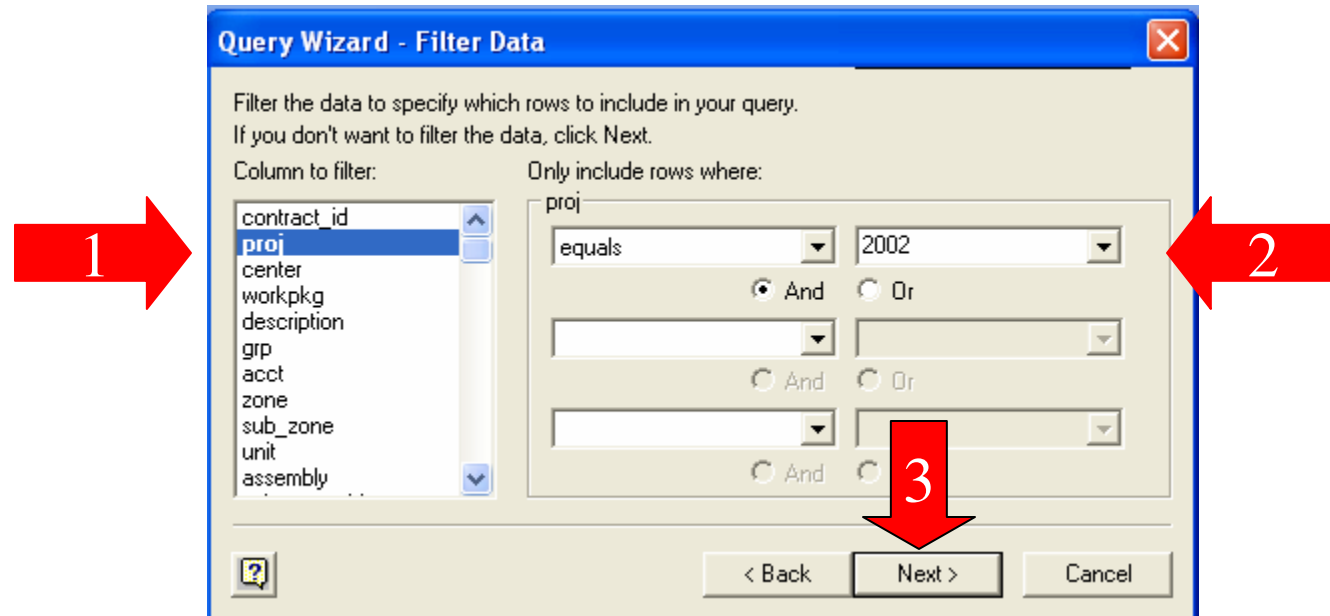 Query Wizard - Filter Data
Filter the data to specify which rows to include in your query.
If you don't want to filter the data, click Next.
Column to filter:
Only include rows where:
contract_id
proj
center
workpkg
description
grp
acct
zone
sub_zone
unit
assembly
proj
equals
2002
And
Or
And
Or
And
1
2
3
< Back
Next >
Cancel